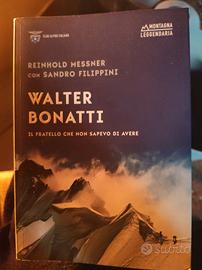 CLUB ALPINO ITALIANO
MONTAGNA
LEGGENDARIA
REINHOLD MESSNER
CON SANDRO FILIPPINI
WALTER
BONATTI
IL FRATELLO CHE NON SAPEVO DI AVERE
subito